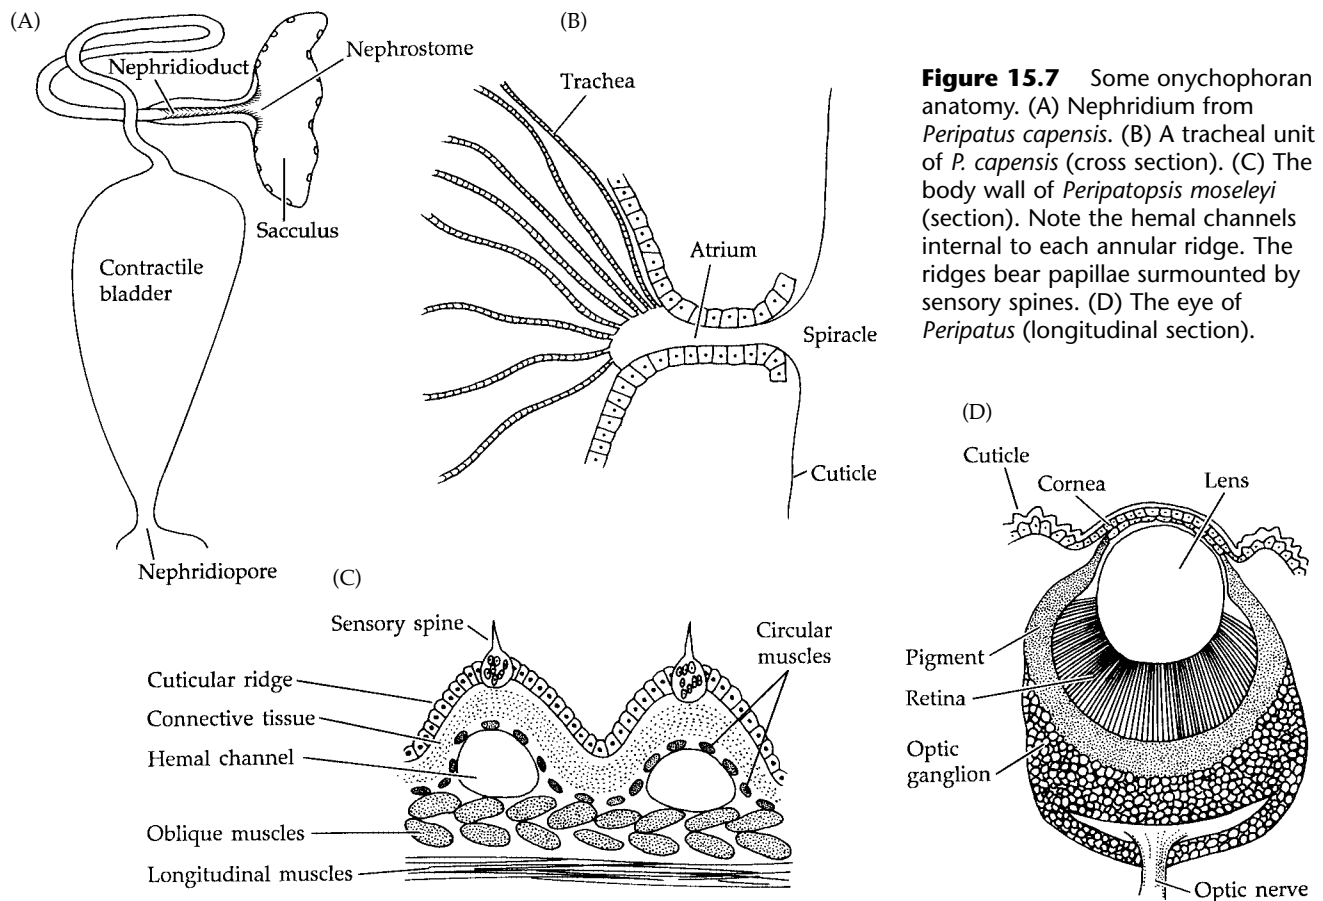 (A)
Nephridioduct
Nephrostome
Sacculus
Contractile
bladder
Nephridiopore
(B)
Trachea
Atrium
Spiracle
Cuticle
Figure 15.7 Some onychophoran
anatomy. (A) Nephridium from
Peripatus capensis. (B) A tracheal unit
of P. capensis (cross section). (C) The
body wall of Peripatopsis moseleyi
(section). Note the hemal channels
internal to each annular ridge. The
ridges bear papillae surmounted by
sensory spines. (D) The eye of
Peripatus (longitudinal section).
(C)
Sensory spine
Circular
muscles
Cuticular ridge
Connective tissue
Hemal channel
Oblique muscles
Longitudinal muscles
(D)
Cuticle
Cornea
Lens
Pigment
Retina
Optic
ganglion
Optic nerve